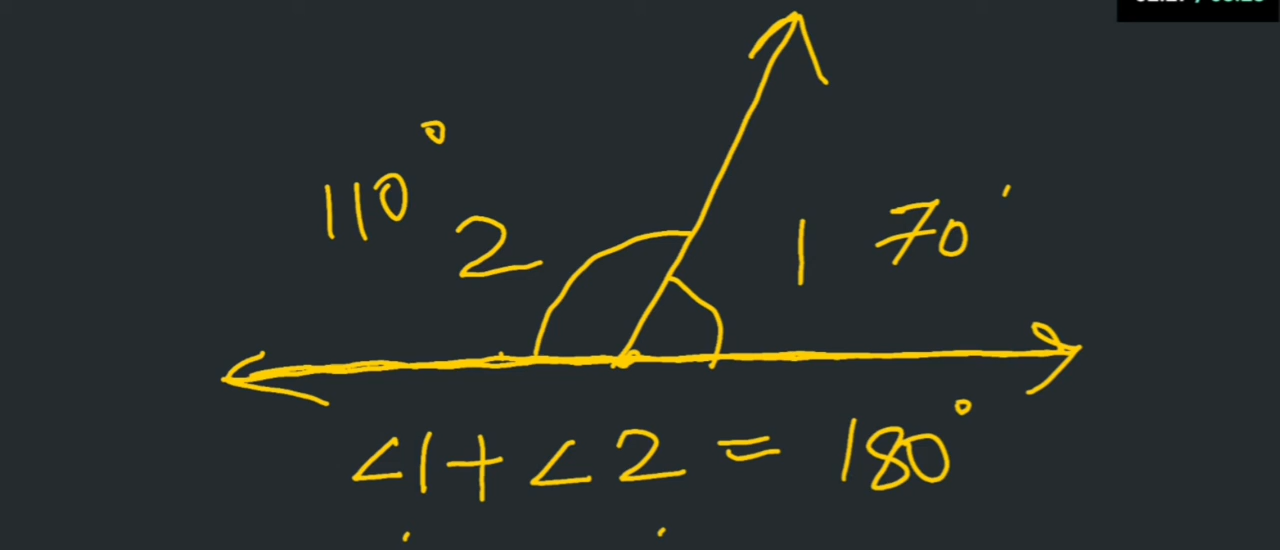 110°
2
1 70°
<1 + <2 = 180°